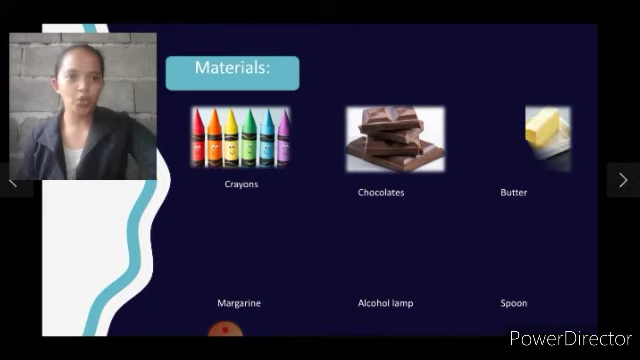 Materials:
Crayons
Chocolates
Butter
Margarine
Alcohol lamp
Spoon
PowerDirector